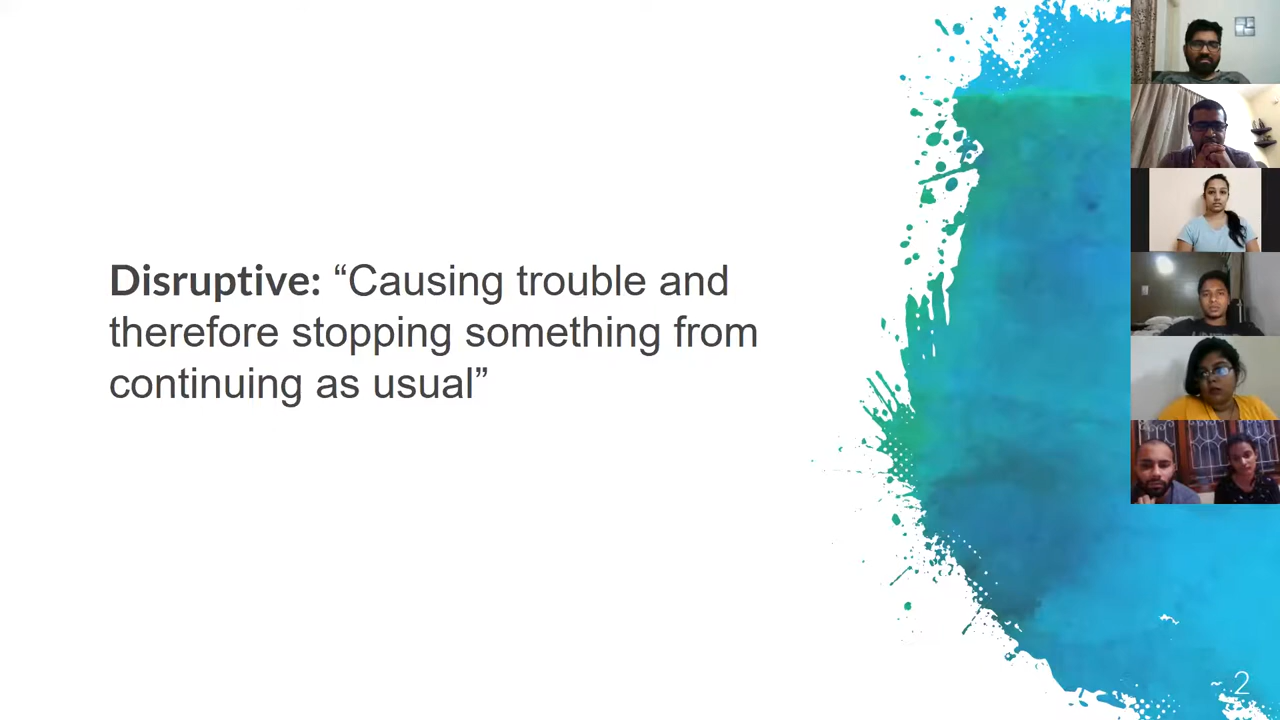 Disruptive: “Causing trouble and
therefore stopping something from
continuing as usual”
2